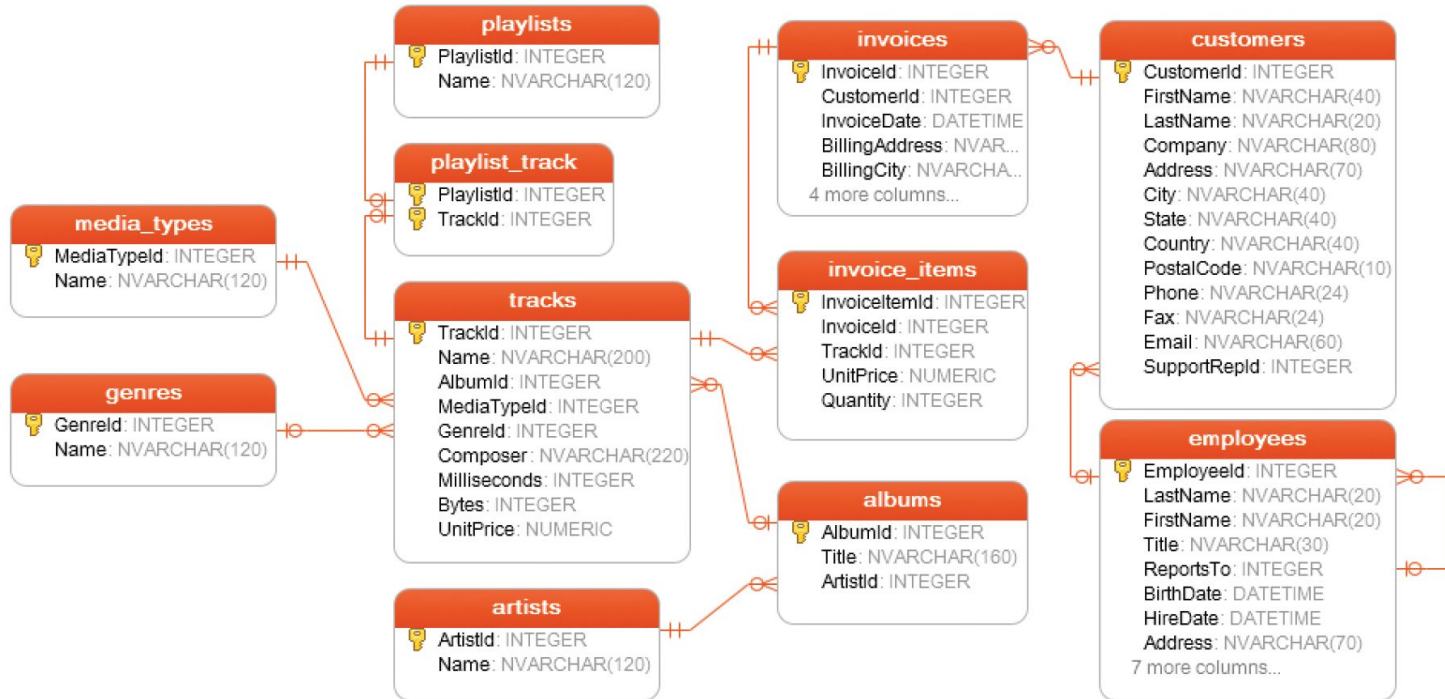 playlists
PlaylistId: INTEGER
Name: NVARCHAR(120)
playlist_track
PlaylistId: INTEGER
TrackId: INTEGER
media_types
MediaTypeId: INTEGER
Name: NVARCHAR(120)
genres
GenreId: INTEGER
Name: NVARCHAR(120)
tracks
TrackId: INTEGER
Name: NVARCHAR(200)
AlbumId: INTEGER
MediaTypeId: INTEGER
GenreId: INTEGER
Composer: NVARCHAR(220)
Milliseconds: INTEGER
Bytes: INTEGER
UnitPrice: NUMERIC
artists
ArtistId: INTEGER
Name: NVARCHAR(120)
invoices
InvoiceId: INTEGER
CustomerId: INTEGER
InvoiceDate: DATETIME
BillingAddress: NVAR...
BillingCity: NVARCHA...
4 more columns...
invoice_items
InvoiceItemId: INTEGER
InvoiceId: INTEGER
TrackId: INTEGER
UnitPrice: NUMERIC
Quantity: INTEGER
albums
AlbumId: INTEGER
Title: NVARCHAR(160)
ArtistId: INTEGER
customers
CustomerId: INTEGER
FirstName: NVARCHAR(40)
LastName: NVARCHAR(20)
Company: NVARCHAR(80)
Address: NVARCHAR(70)
City: NVARCHAR(40)
State: NVARCHAR(40)
Country: NVARCHAR(40)
PostalCode: NVARCHAR(10)
Phone: NVARCHAR(24)
Fax: NVARCHAR(24)
Email: NVARCHAR(60)
SupportRepId: INTEGER
employees
EmployeeId: INTEGER
LastName: NVARCHAR(20)
FirstName: NVARCHAR(20)
Title: NVARCHAR(30)
ReportsTo: INTEGER
BirthDate: DATETIME
HireDate: DATETIME
Address: NVARCHAR(70)
7 more columns...